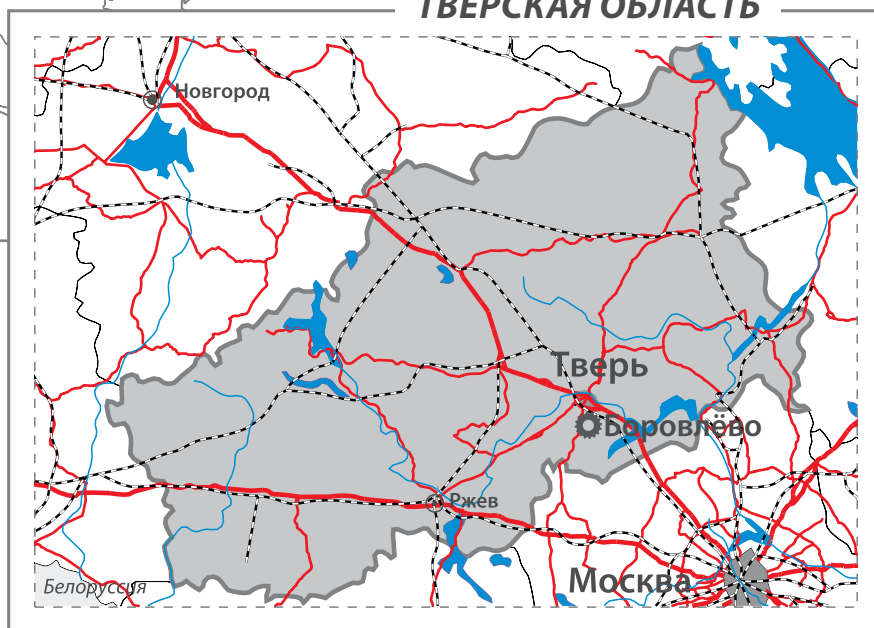 ТВЕРСКАЯ ОБЛАСТЬ
Новгород
Тверь
Боровлёво
Ржев
Москва
Белоруссия